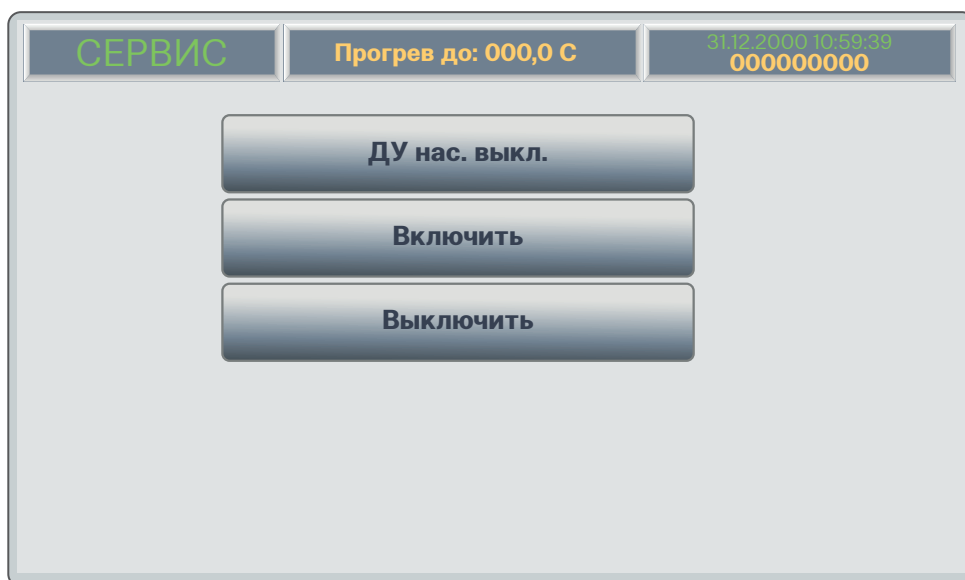 СЕРВИС
Прогрев до: 000,0 С
31.12.2000 10:59:39
000000000
ДУ нас. выкл.
Включить
Выключить